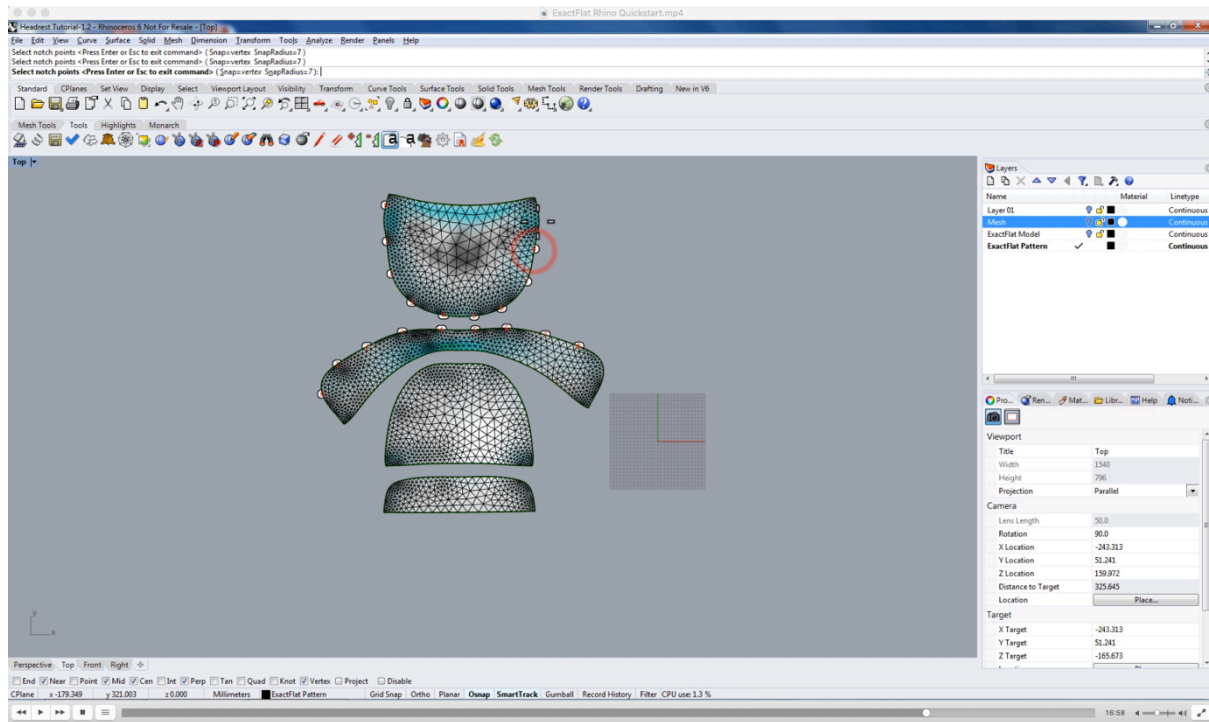 ExactFlat Rhino Quickstart.mp4
Headrest Tutorial-1.2 - Rhinoceros 6 Not For Resale - [Top]
File Edit View Curve Surface Solid Mesh Dimension Transform Tools Analyze Render Panels Help
Select notch points <Press Enter or Esc to exit command> ( Snap=vertex SnapRadius=7 )
Select notch points <Press Enter or Esc to exit command> ( Snap=vertex SnapRadius=7 )
Select notch points <Press Enter or Esc to exit command> ( Snap=vertex SnapRadius=7 ):
Standard CPlanes Set View Display Select Viewport Layout Visibility Transform Curve Tools Surface Tools Solid Tools Mesh Tools Render Tools Drafting New in V6
Mesh Tools Tools Highlights Monarch
Top
Layers
Name Material Linetype
Layer 01 Continuous
Mesh Continuous
ExactFlat Model Continuous
ExactFlat Pattern Continuous
Pro... Ren... Mat... Libr... Help Noti...
Viewport
Title Top
Width 1540
Height 796
Projection Parallel
Camera
Lens Length 50.0
Rotation 90.0
X Location -243.313
Y Location 51.241
Z Location 159.972
Distance to Target 325.645
Location Place...
Target
X Target -243.313
Y Target 51.241
Z Target -165.673
y
x
Perspective Top Front Right
End Near Point Mid Cen Int Perp Tan Quad Knot Vertex Project Disable
CPlane x -179.349 y 321.003 z 0.000 Millimeters ExactFlat Pattern Grid Snap Ortho Planar Osnap SmartTrack Gumball Record History Filter CPU use: 1.3 %
16:58